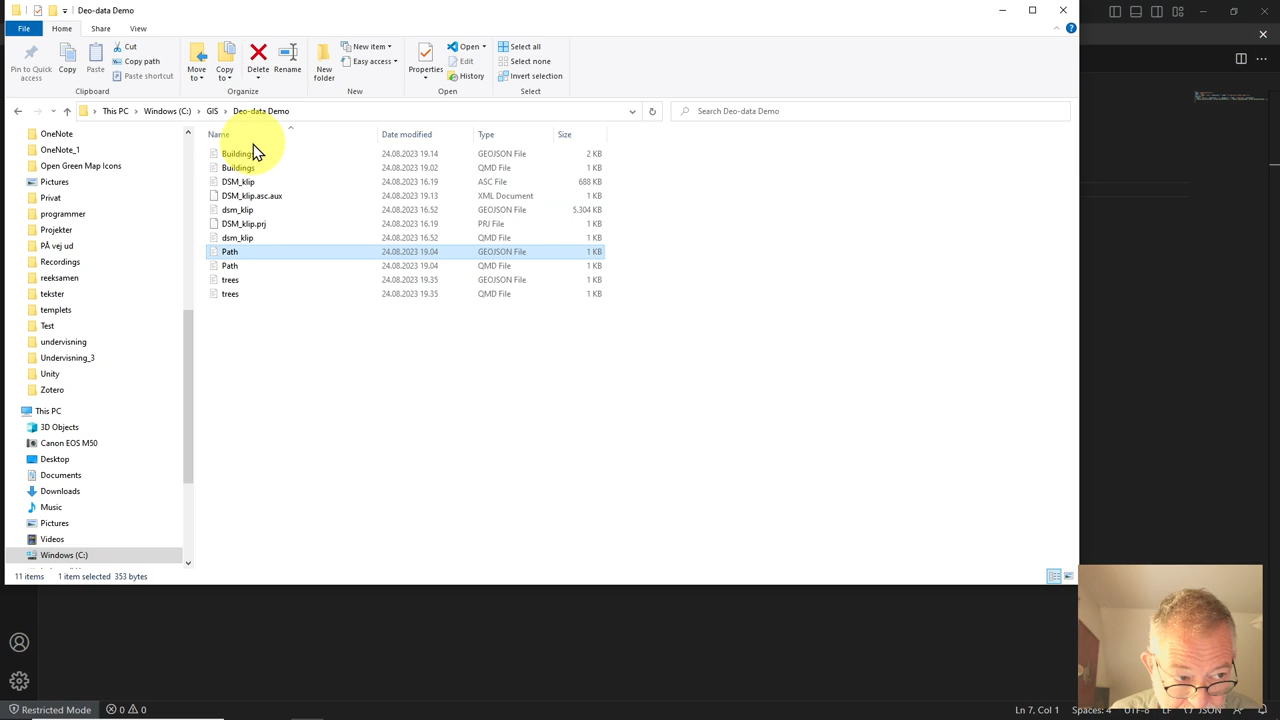 Deo-data Demo
File Home Share View
Pin to Quick access
Copy
Paste
Cut
Copy path
Paste shortcut
Clipboard
Move to
Copy to
Delete
Rename
Organize
New folder
New item
Easy access
New
Properties
Open
Edit
History
Open
Select all
Select none
Invert selection
Select
This PC Windows (C:) GIS Deo-data Demo
Search Deo-data Demo
OneNote
OneNote_1
Open Green Map Icons
Pictures
Privat
programmer
Projekter
PÅ vej ud
Recordings
reeksamen
tekster
templets
Test
undervisning
Undervisning_3
Unity
Zotero
This PC
3D Objects
Canon EOS M50
Desktop
Documents
Downloads
Music
Pictures
Videos
Windows (C:)
Name Date modified Type Size
Buildings 24.08.2023 19.14 GEOJSON File 2 KB
Buildings 24.08.2023 19.02 QMD File 1 KB
DSM_klip 24.08.2023 16.19 ASC File 688 KB
DSM_klip.asc.aux 24.08.2023 19.13 XML Document 1 KB
dsm_klip 24.08.2023 16.52 GEOJSON File 5.304 KB
DSM_klip.prj 24.08.2023 16.19 PRJ File 1 KB
dsm_klip 24.08.2023 16.52 QMD File 1 KB
Path 24.08.2023 19.04 GEOJSON File 1 KB
Path 24.08.2023 19.04 QMD File 1 KB
trees 24.08.2023 19.35 GEOJSON File 1 KB
trees 24.08.2023 19.35 QMD File 1 KB
11 items 1 item selected 353 bytes
Restricted Mode 0 0 Ln 7, Col 1 Spaces: 4 UTF-8 LF {} JSON